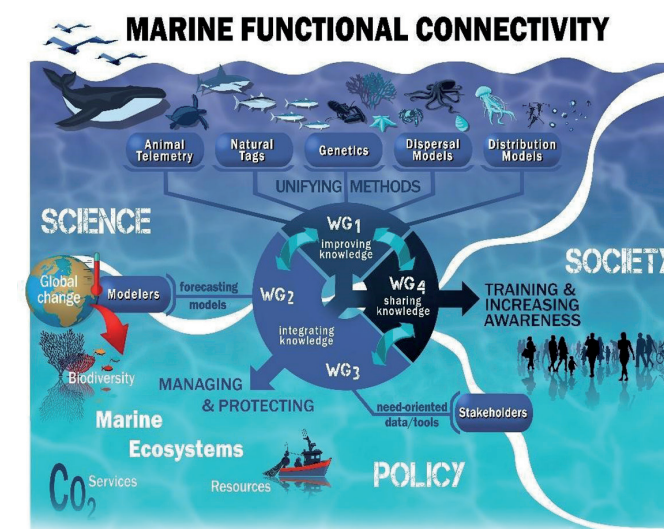 MARINE FUNCTIONAL CONNECTIVITY
Animal
Telemetry
Natural
Tags
Genetics
Dispersal
Models
Distribution
Models
UNIFYING METHODS
SCIENCE
WG1
improving
knowledge
SOCIETY
Global
change
Modelers
forecasting
models
WG2
integrating
knowledge
WG4
sharing
knowledge
TRAINING &
INCREASING
AWARENESS
WG3
Biodiversity
MANAGING
& PROTECTING
need-oriented
data/tools
Stakeholders
Marine
Ecosystems
POLICY
CO2
Services
Resources